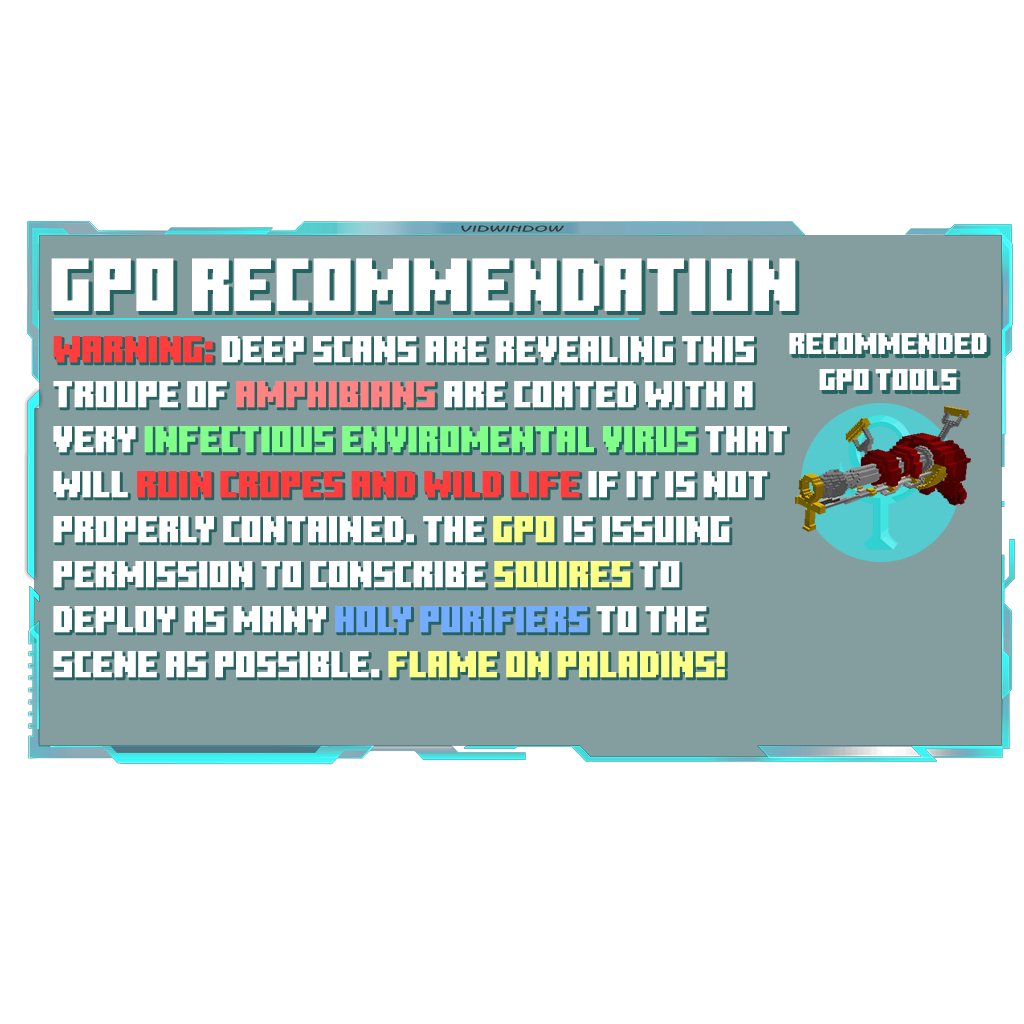 VIDWINDOW
GPO RECOMMENDATION
WARNING: DEEP SCANS ARE REVEALING THIS
TROUPE OF AMPHIBIANS ARE COATED WITH A
VERY INFECTIOUS ENVIROMENTAL VIRUS THAT
WILL RUIN CROPES AND WILD LIFE IF IT IS NOT
PROPERLY CONTAINED. THE GPO IS ISSUING
PERMISSION TO CONSCRIBE SQUIRES TO
DEPLOY AS MANY HOLY PURIFIERS TO THE
SCENE AS POSSIBLE. FLAME ON PALADINS!
RECOMMENDED
GPO TOOLS